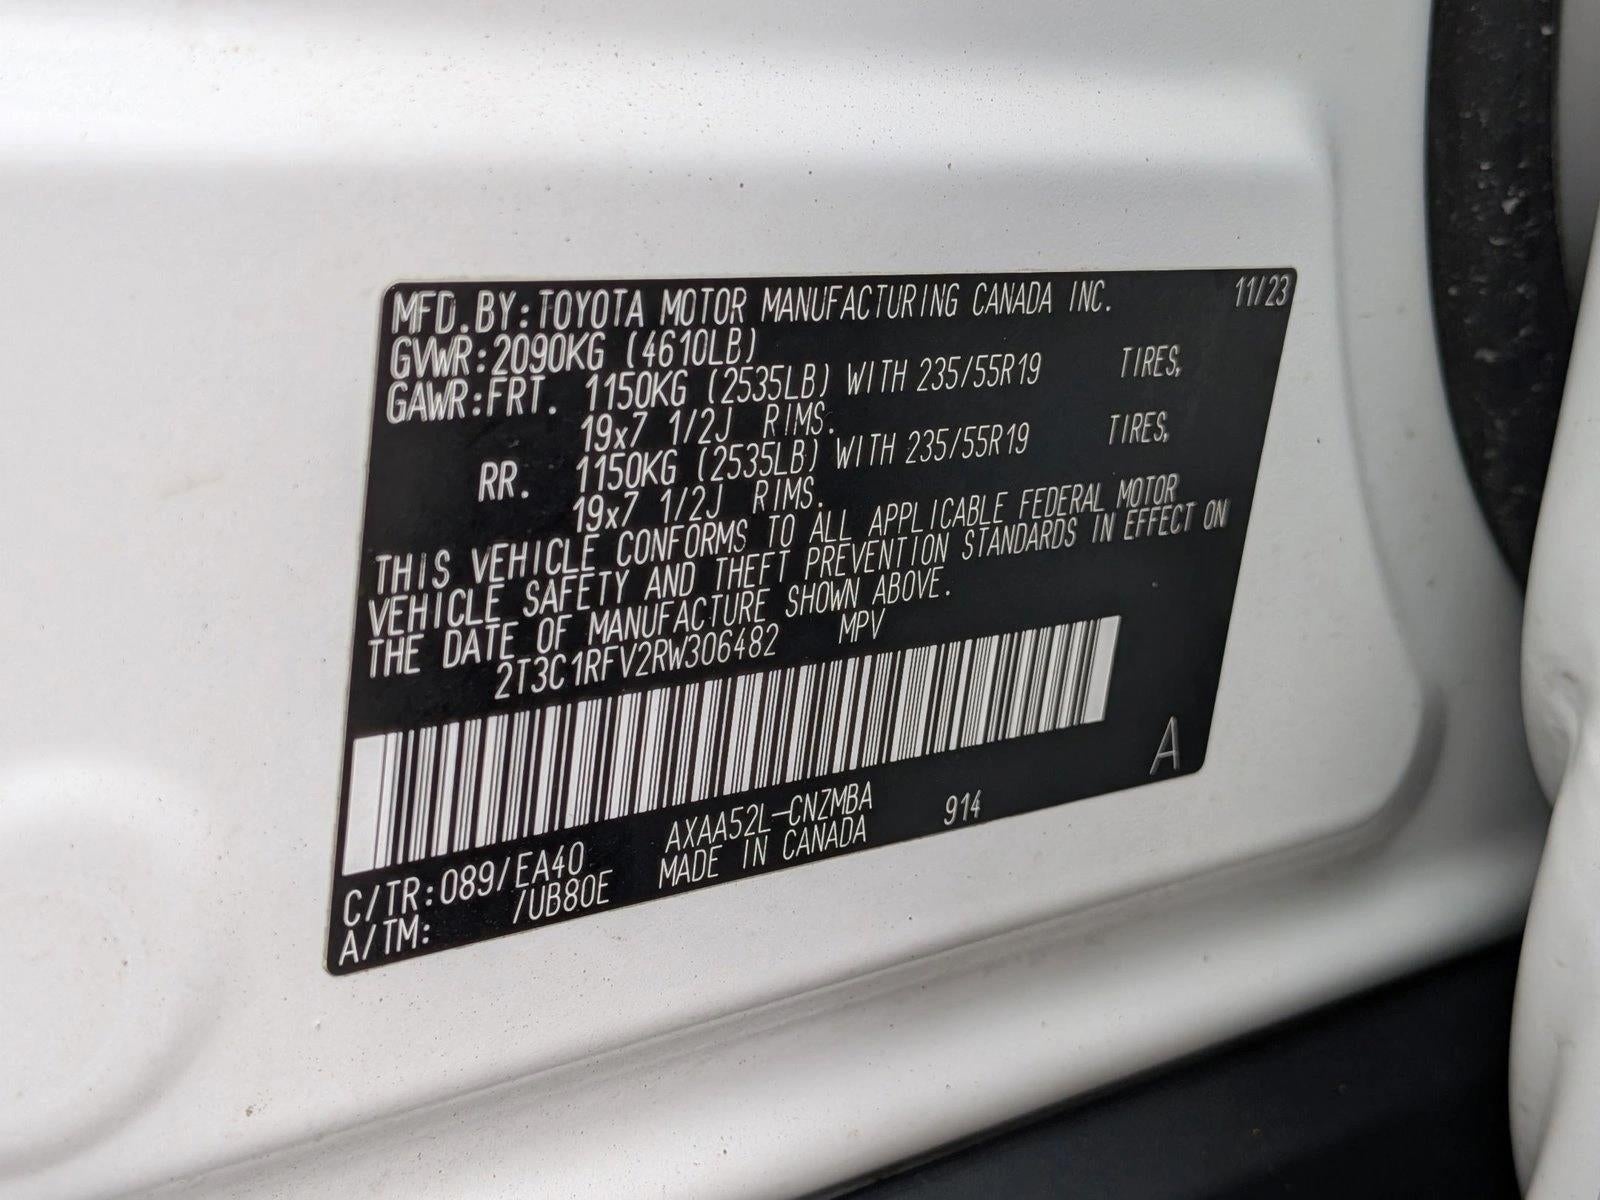 MFD. BY: TOYOTA MOTOR MANUFACTURING CANADA INC. 11/23
GVWR: 2090KG (4610LB)
GAWR: FRT. 1150KG (2535LB) WITH 235/55R19 TIRES,
19x7 1/2J RIMS.
RR. 1150KG (2535LB) WITH 235/55R19 TIRES,
19x7 1/2J RIMS.
THIS VEHICLE CONFORMS TO ALL APPLICABLE FEDERAL MOTOR
VEHICLE SAFETY AND THEFT PREVENTION STANDARDS IN EFFECT ON
THE DATE OF MANUFACTURE SHOWN ABOVE.
2T3C1RFV2RW306482 MPV
A
C/TR: 089/EA40 AXAA52L-CNZMBA 914
A/TM: /UB80E MADE IN CANADA